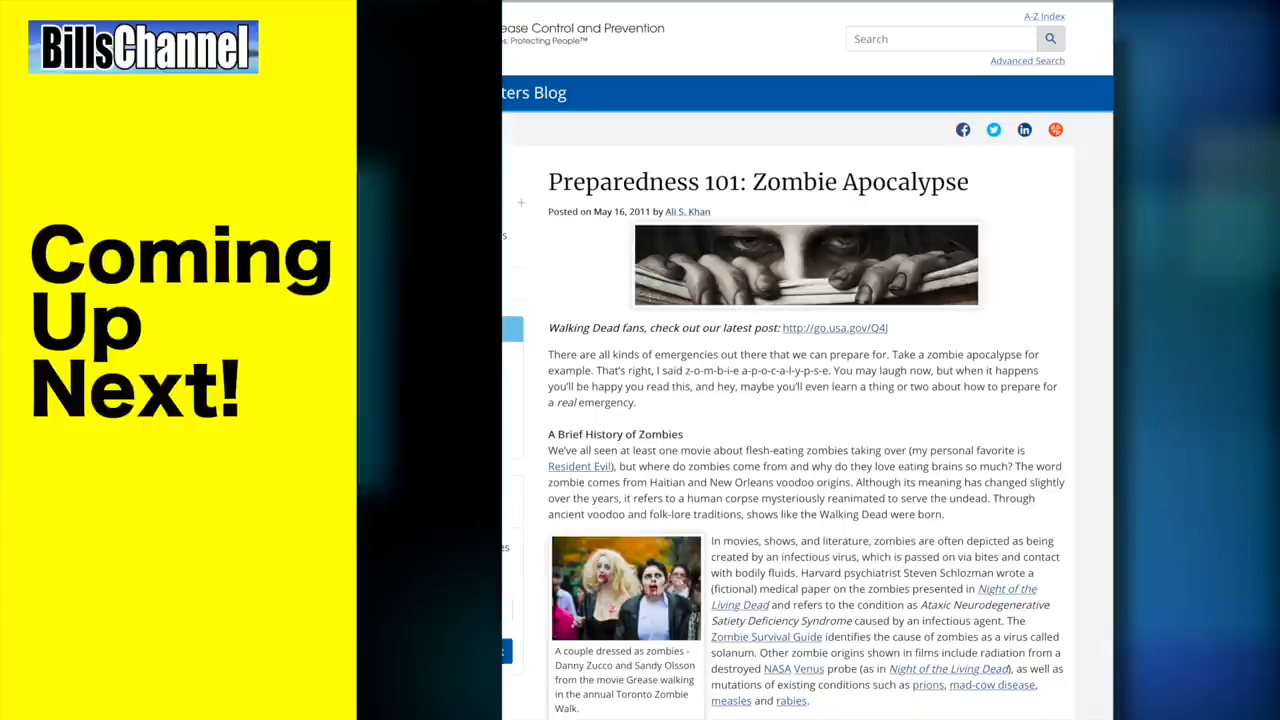 BillsChannel
Coming
Up
Next!
ease Control and Prevention
s. Protecting People™
A-Z Index
Search
Advanced Search
ters Blog
Preparedness 101: Zombie Apocalypse
Posted on May 16, 2011 by Ali S. Khan
Walking Dead fans, check out our latest post: http://go.usa.gov/Q4J
There are all kinds of emergencies out there that we can prepare for. Take a zombie apocalypse for
example. That's right, I said z-o-m-b-i-e a-p-o-c-a-l-y-p-s-e. You may laugh now, but when it happens
you'll be happy you read this, and hey, maybe you'll even learn a thing or two about how to prepare for
a real emergency.
A Brief History of Zombies
We've all seen at least one movie about flesh-eating zombies taking over (my personal favorite is
Resident Evil), but where do zombies come from and why do they love eating brains so much? The word
zombie comes from Haitian and New Orleans voodoo origins. Although its meaning has changed slightly
over the years, it refers to a human corpse mysteriously reanimated to serve the undead. Through
ancient voodoo and folk-lore traditions, shows like the Walking Dead were born.
In movies, shows, and literature, zombies are often depicted as being
created by an infectious virus, which is passed on via bites and contact
with bodily fluids. Harvard psychiatrist Steven Schlozman wrote a
(fictional) medical paper on the zombies presented in Night of the
Living Dead and refers to the condition as Ataxic Neurodegenerative
Satiety Deficiency Syndrome caused by an infectious agent. The
Zombie Survival Guide identifies the cause of zombies as a virus called
solanum. Other zombie origins shown in films include radiation from a
destroyed NASA Venus probe (as in Night of the Living Dead), as well as
mutations of existing conditions such as prions, mad-cow disease,
measles and rabies.
A couple dressed as zombies -
Danny Zucco and Sandy Olsson
from the movie Grease walking
in the annual Toronto Zombie
Walk.